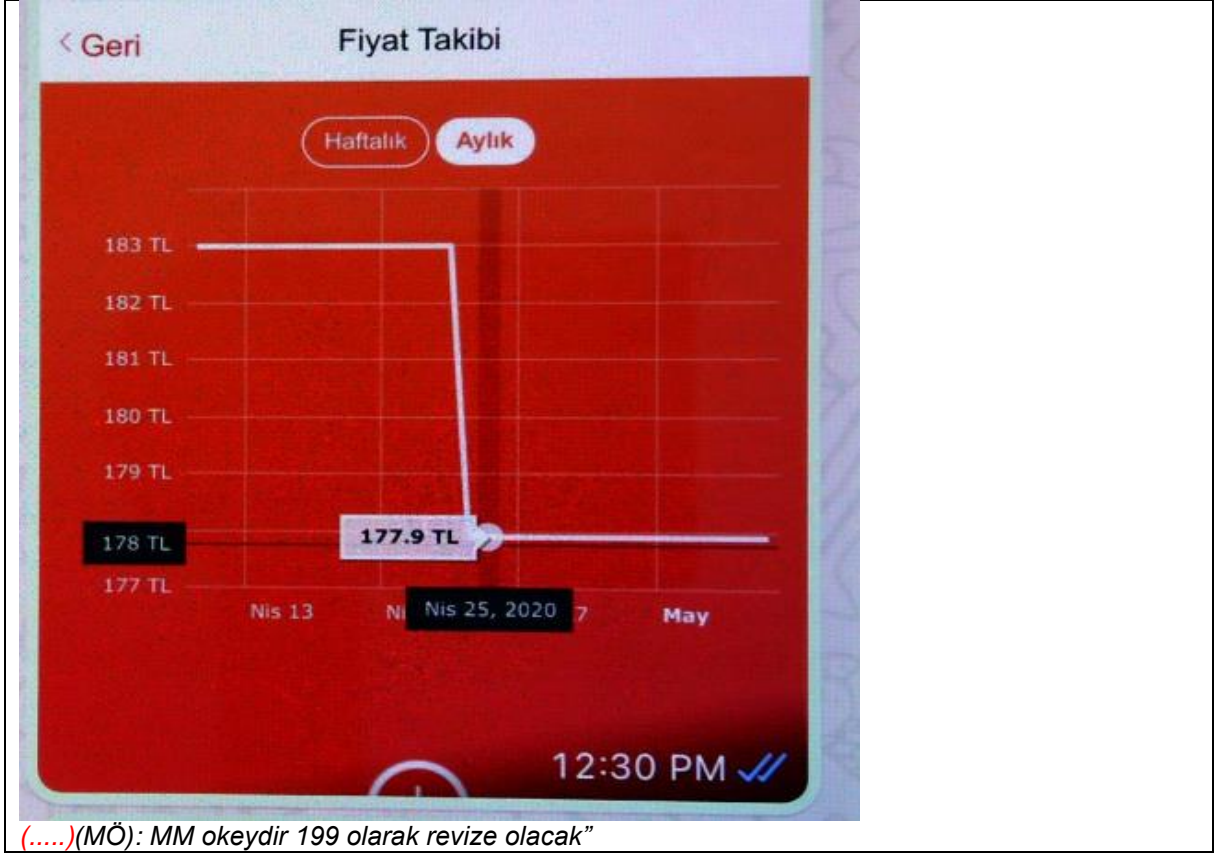 < Geri
Fiyat Takibi
Haftalık
Aylık
183 TL
182 TL
181 TL
180 TL
179 TL
178 TL
177.9 TL
177 TL
Nis 13
Ni
Nis 25, 2020
7
May
12:30 PM
(.....)(MÖ): MM okeydir 199 olarak revize olacak”